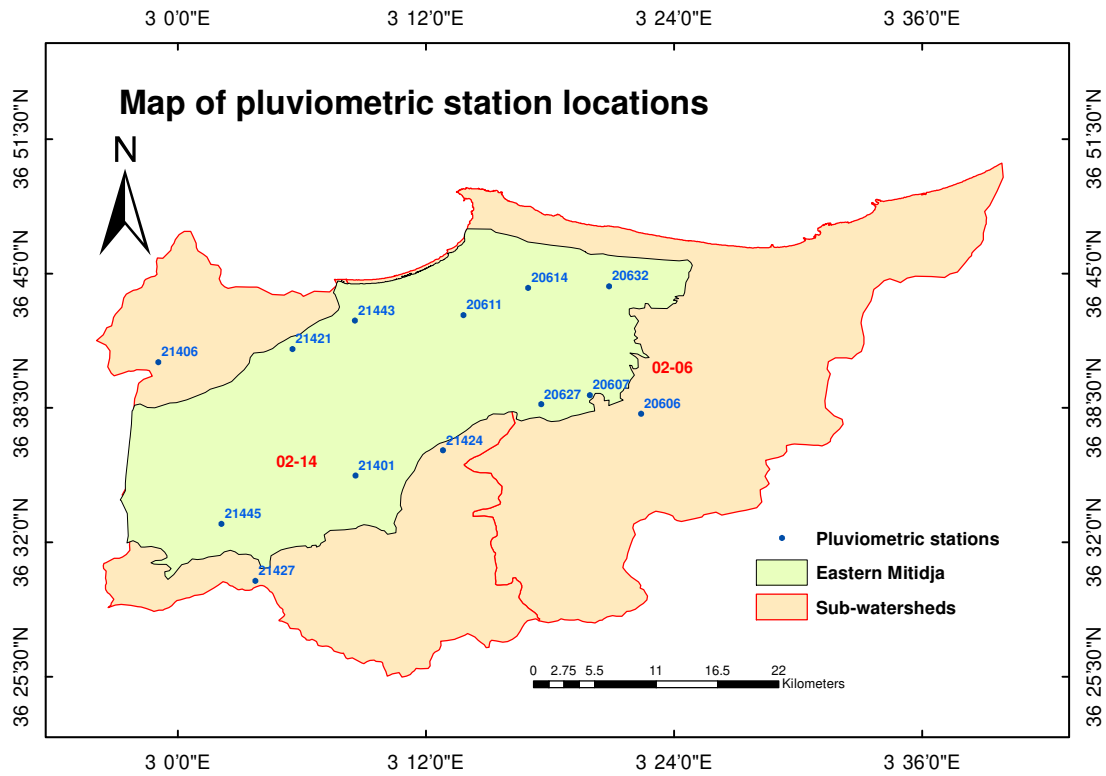 3 0'0"E 3 12'0"E 3 24'0"E 3 36'0"E
Map of pluviometric station locations
N
36 51'30"N 36 51'30"N
36 45'0"N 36 45'0"N
36 38'30"N 36 38'30"N
36 32'0"N 36 32'0"N
36 25'30"N 36 25'30"N
20632
20614
20611
21443
21421
21406
02-06
20607
20627
20606
21424
02-14
21401
21445
21427
Pluviometric stations
Eastern Mitidja
Sub-watersheds
0 2.75 5.5 11 16.5 22
Kilometers
3 0'0"E 3 12'0"E 3 24'0"E 3 36'0"E